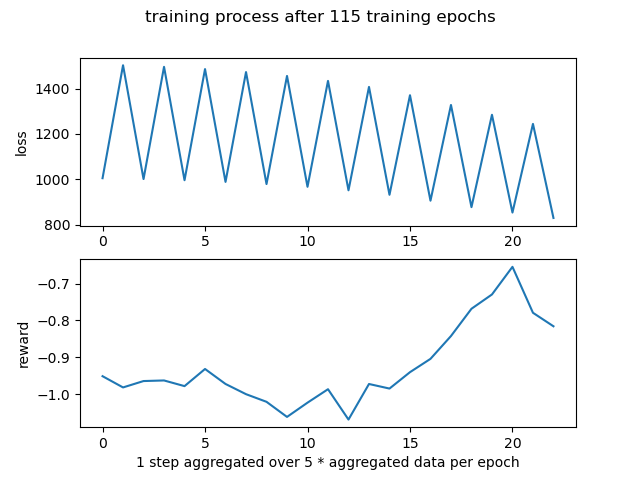 training process after 115 training epochs
1400
1200
1000
800
loss
0 5 10 15 20
−0.7
−0.8
−0.9
−1.0
reward
0 5 10 15 20
1 step aggregated over 5 * aggregated data per epoch